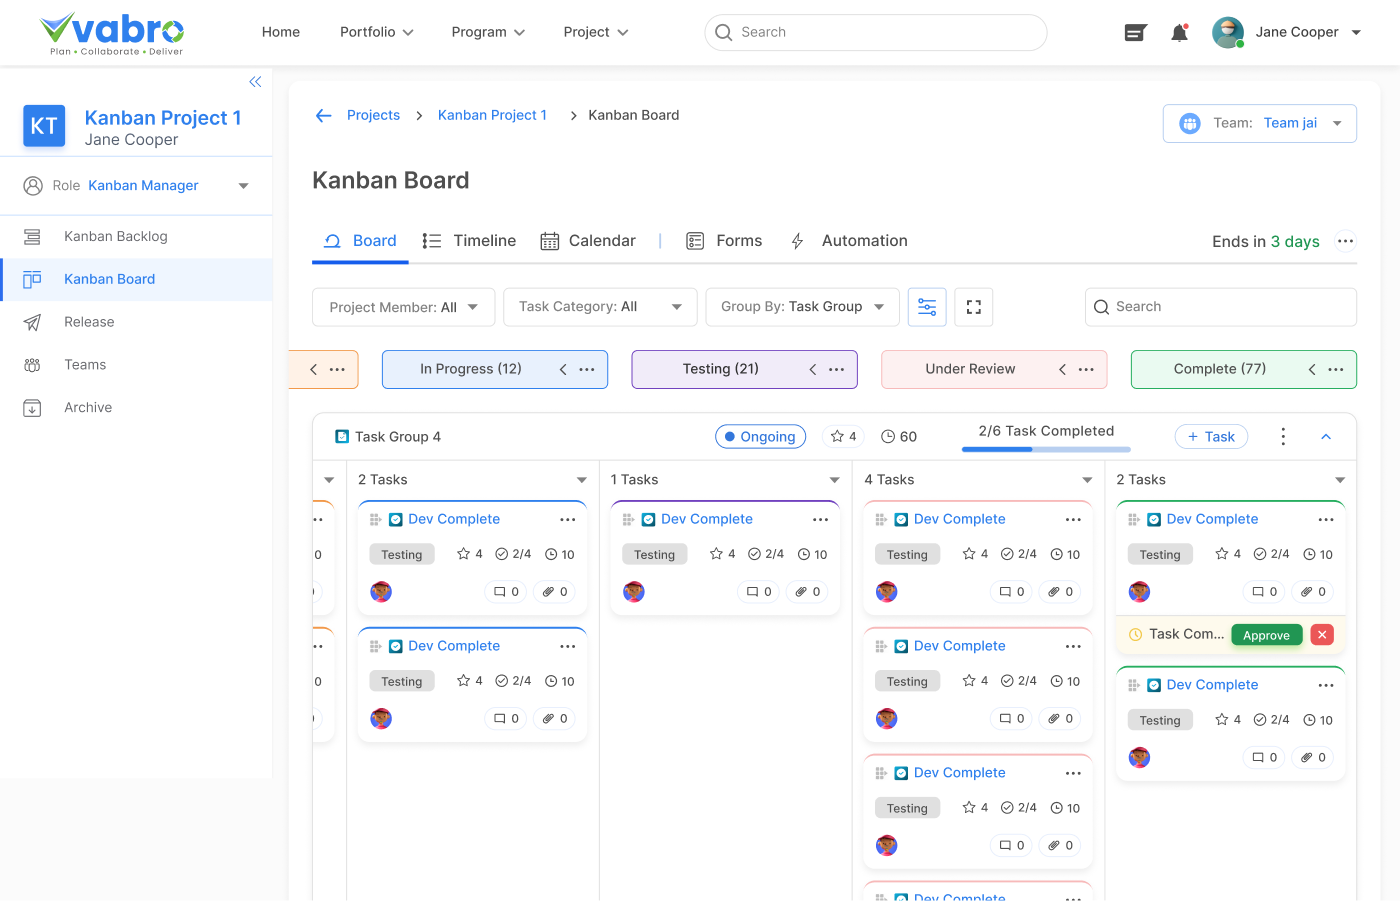 vabro
Plan • Collaborate • Deliver
Home
Portfolio
Program
Project
Search
Jane Cooper
KT
Kanban Project 1
Jane Cooper
Role Kanban Manager
Kanban Backlog
Kanban Board
Release
Teams
Archive
Projects
Kanban Project 1
Kanban Board
Team: Team jai
Kanban Board
Board
Timeline
Calendar
Forms
Automation
Ends in 3 days
Project Member: All
Task Category: All
Group By: Task Group
Search
In Progress (12)
Testing (21)
Under Review
Complete (77)
Task Group 4
Ongoing
4
60
2/6 Task Completed
+ Task
2 Tasks
1 Tasks
4 Tasks
2 Tasks
Dev Complete
Dev Complete
Dev Complete
Dev Complete
0
Testing 4 2/4 10
Testing 4 2/4 10
Testing 4 2/4 10
Testing 4 2/4 10
0 0
0 0
0 0
0 0
Task Com... Approve
Dev Complete
Dev Complete
Dev Complete
0
Testing 4 2/4 10
Testing 4 2/4 10
Testing 4 2/4 10
0 0
0 0
0 0
Dev Complete
Testing 4 2/4 10
0 0
Dev Complete